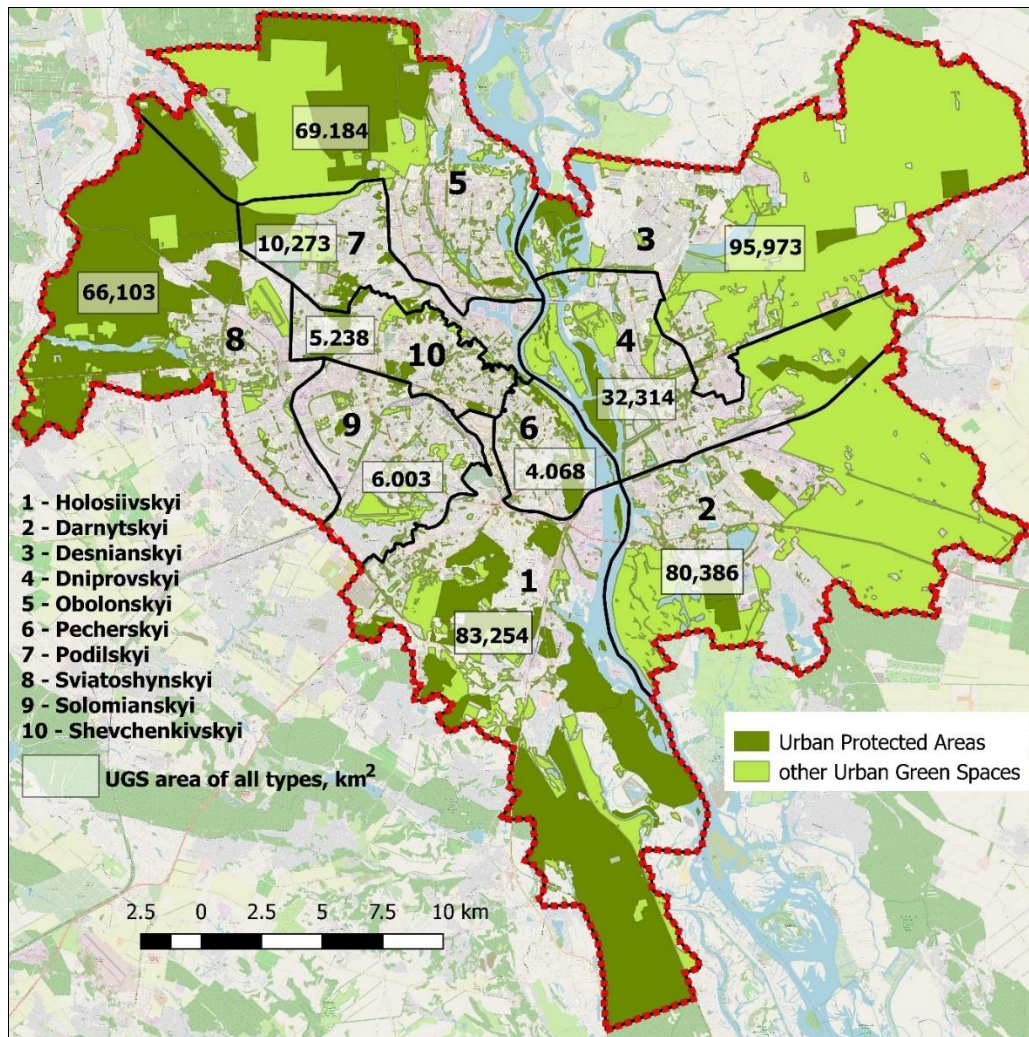 69.184
5
10,273
7
3
95,973
66,103
8
5.238
10
4
32,314
9
6
6.003
4.068
2
80,386
1
83,254
1 - Holosiivskyi
2 - Darnytskyi
3 - Desnianskyi
4 - Dniprovskyi
5 - Obolonskyi
6 - Pecherskyi
7 - Podilskyi
8 - Sviatoshynskyi
9 - Solomianskyi
10 - Shevchenkivskyi
UGS area of all types, km²
Urban Protected Areas
other Urban Green Spaces
2.5 0 2.5 5 7.5 10 km